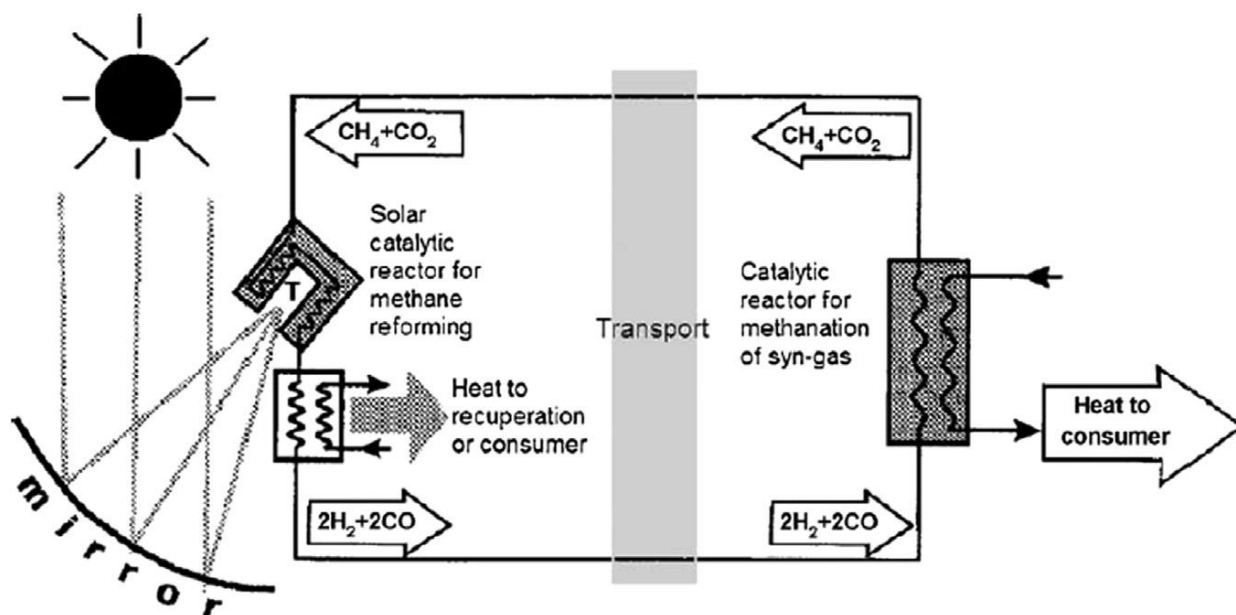 CH₄+CO₂
CH₄+CO₂
Solar
catalytic
reactor for
methane
reforming
T
Catalytic
reactor for
methanation
of syn-gas
Transport
Heat to
recuperation
or consumer
Heat to
consumer
2H₂+2CO
2H₂+2CO
mirror